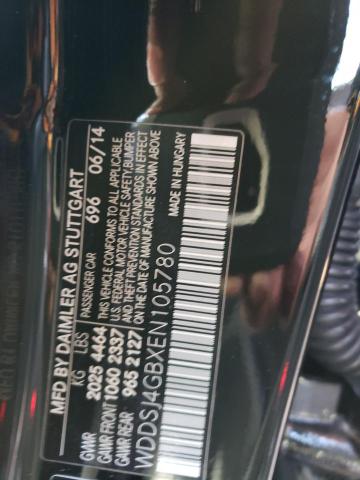 MFD BY DAIMLER AG STUTTGART
KG LBS PASSENGER CAR 696 06/14
GVWR 2025 4464 THIS VEHICLE CONFORMS TO ALL APPLICABLE
GAWR FRONT 1060 2337 U.S. FEDERAL MOTOR VEHICLE SAFETY, BUMPER
GAWR REAR 965 2127 AND THEFT PREVENTION STANDARDS IN EFFECT
ON THE DATE OF MANUFACTURE SHOWN ABOVE
WDDSJ4GBXEN105780 MADE IN HUNGARY